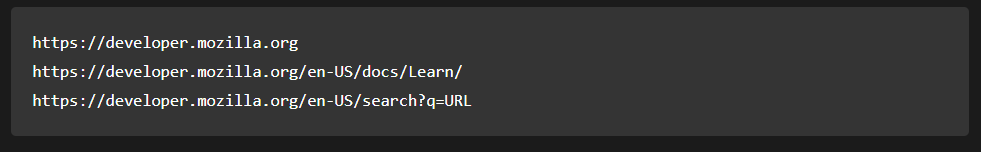 https://developer.mozilla.org
https://developer.mozilla.org/en-US/docs/Learn/
https://developer.mozilla.org/en-US/search?q=URL